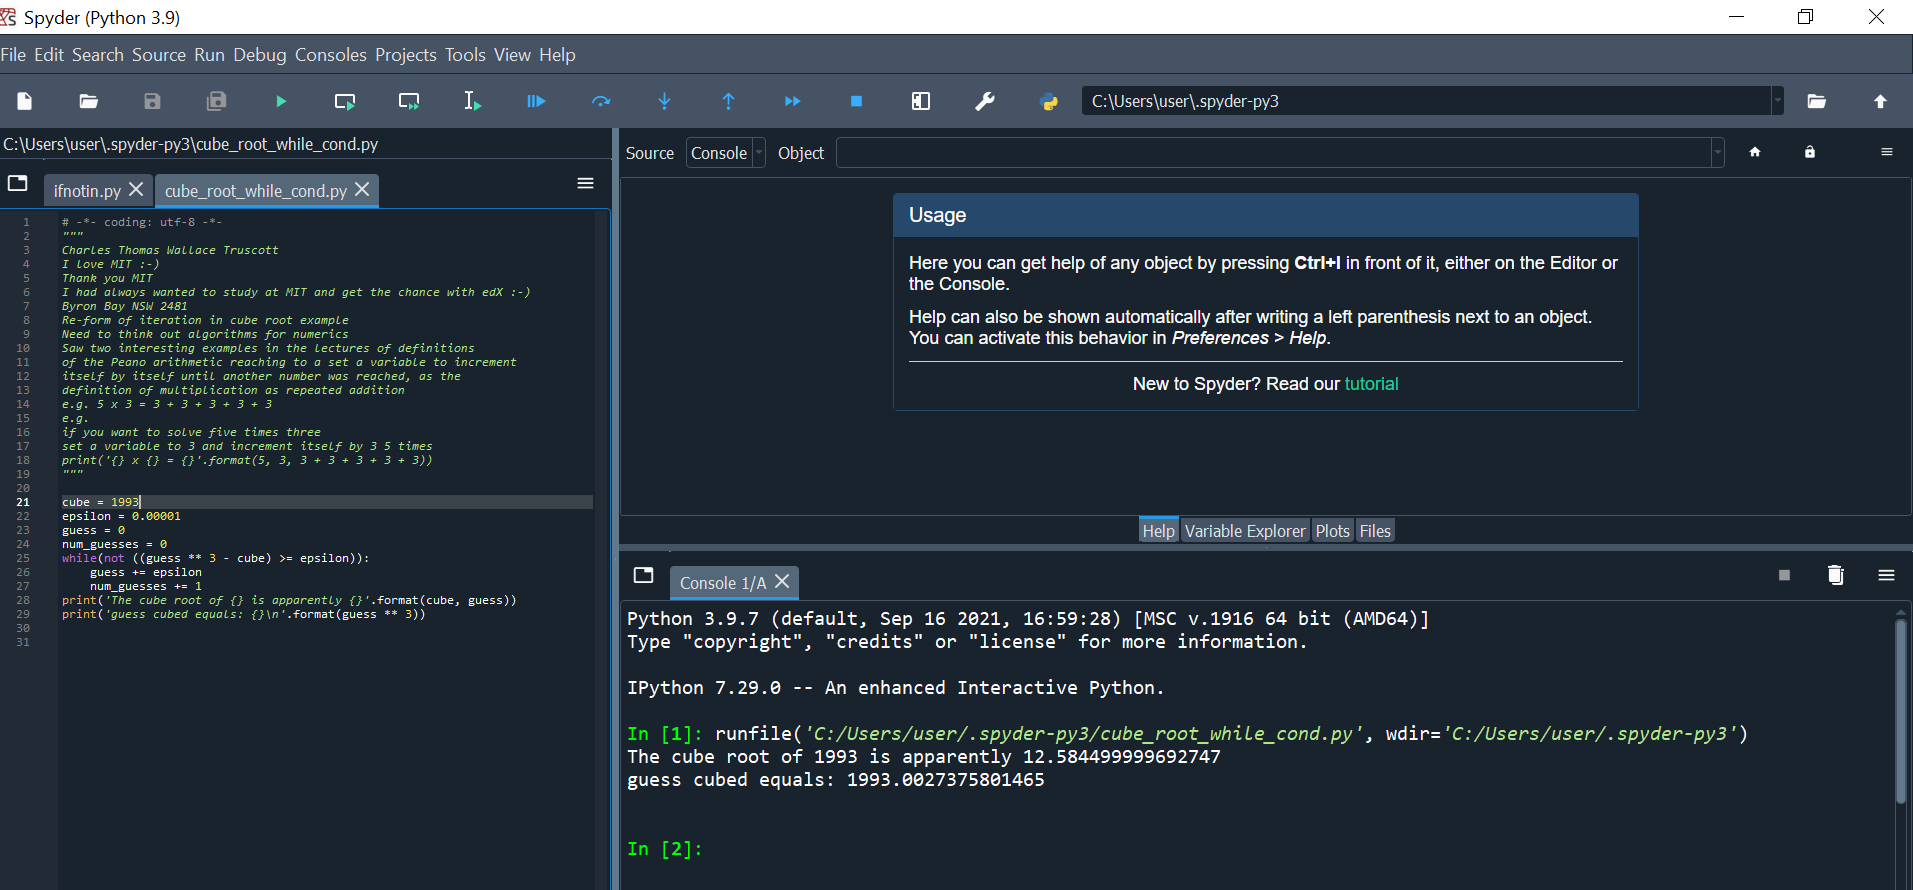 Spyder (Python 3.9)
File Edit Search Source Run Debug Consoles Projects Tools View Help
C:\Users\user\.spyder-py3
C:\Users\user\.spyder-py3\cube_root_while_cond.py
ifnotin.py
cube_root_while_cond.py
1 # -*- coding: utf-8 -*-
2 """
3 Charles Thomas Wallace Truscott
4 I love MIT :-)
5 Thank you MIT
6 I had always wanted to study at MIT and get the chance with edX :-)
7 Byron Bay NSW 2481
8 Re-form of iteration in cube root example
9 Need to think out algorithms for numerics
10 Saw two interesting examples in the lectures of definitions
11 of the Peano arithmetic reaching to a set a variable to increment
12 itself by itself until another number was reached, as the
13 definition of multiplication as repeated addition
14 e.g. 5 x 3 = 3 + 3 + 3 + 3 + 3
15 e.g.
16 if you want to solve five times three
17 set a variable to 3 and increment itself by 3 5 times
18 print('{} x {} = {}'.format(5, 3, 3 + 3 + 3 + 3 + 3))
19 """
20
21 cube = 1993
22 epsilon = 0.00001
23 guess = 0
24 num_guesses = 0
25 while(not ((guess ** 3 - cube) >= epsilon)):
26 guess += epsilon
27 num_guesses += 1
28 print('The cube root of {} is apparently {}'.format(cube, guess))
29 print('guess cubed equals: {}\n'.format(guess ** 3))
30
31
Source Console Object
Usage
Here you can get help of any object by pressing Ctrl+I in front of it, either on the Editor or
the Console.
Help can also be shown automatically after writing a left parenthesis next to an object.
You can activate this behavior in Preferences > Help.
New to Spyder? Read our tutorial
Help Variable Explorer Plots Files
Console 1/A
Python 3.9.7 (default, Sep 16 2021, 16:59:28) [MSC v.1916 64 bit (AMD64)]
Type "copyright", "credits" or "license" for more information.
IPython 7.29.0 -- An enhanced Interactive Python.
In [1]: runfile('C:/Users/user/.spyder-py3/cube_root_while_cond.py', wdir='C:/Users/user/.spyder-py3')
The cube root of 1993 is apparently 12.584499999692747
guess cubed equals: 1993.0027375801465
In [2]: